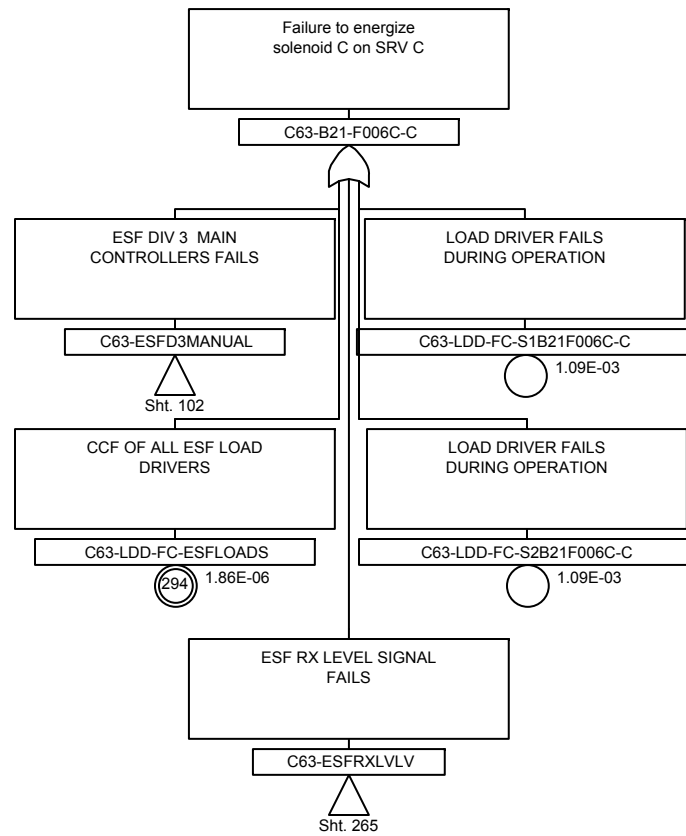 Failure to energize
solenoid C on SRV C
C63-B21-F006C-C
ESF DIV 3 MAIN
CONTROLLERS FAILS
C63-ESFD3MANUAL
Sht. 102
LOAD DRIVER FAILS
DURING OPERATION
C63-LDD-FC-S1B21F006C-C
1.09E-03
CCF OF ALL ESF LOAD
DRIVERS
C63-LDD-FC-ESFLOADS
294
1.86E-06
LOAD DRIVER FAILS
DURING OPERATION
C63-LDD-FC-S2B21F006C-C
1.09E-03
ESF RX LEVEL SIGNAL
FAILS
C63-ESFRXLVLV
Sht. 265